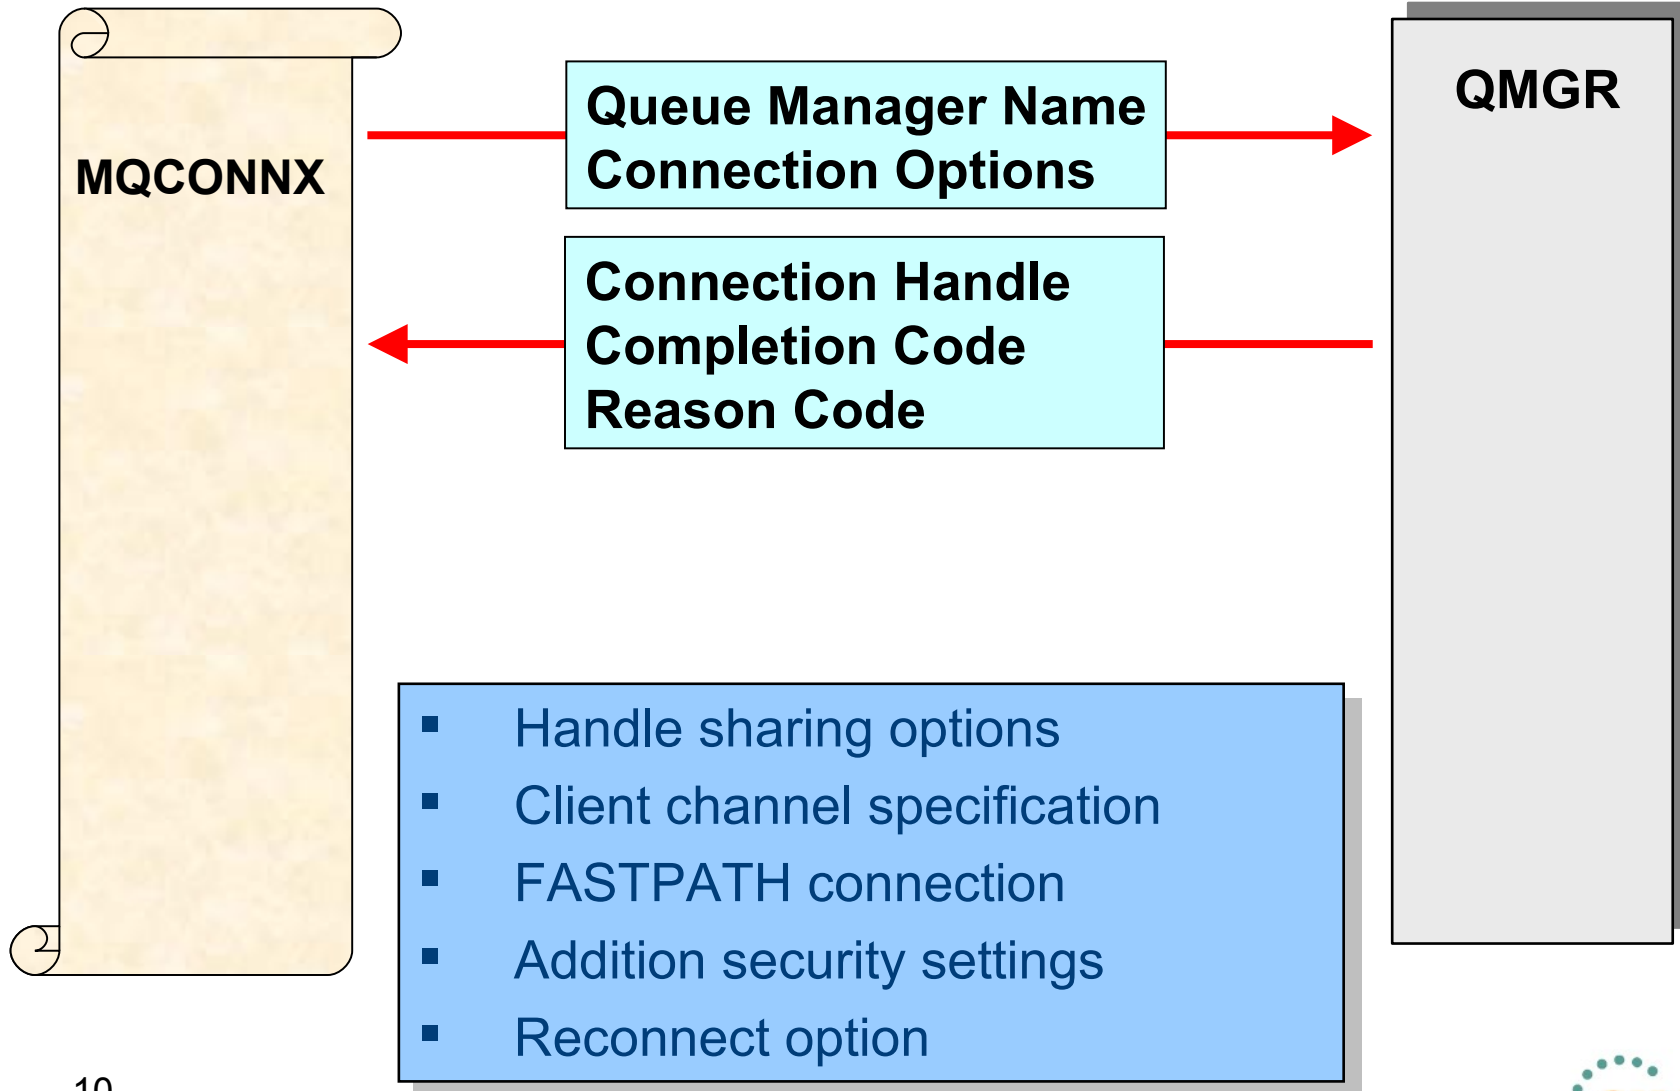 MQCONNX
Queue Manager Name
Connection Options
QMGR
Connection Handle
Completion Code
Reason Code
▪ Handle sharing options
▪ Client channel specification
▪ FASTPATH connection
▪ Addition security settings
▪ Reconnect option
10